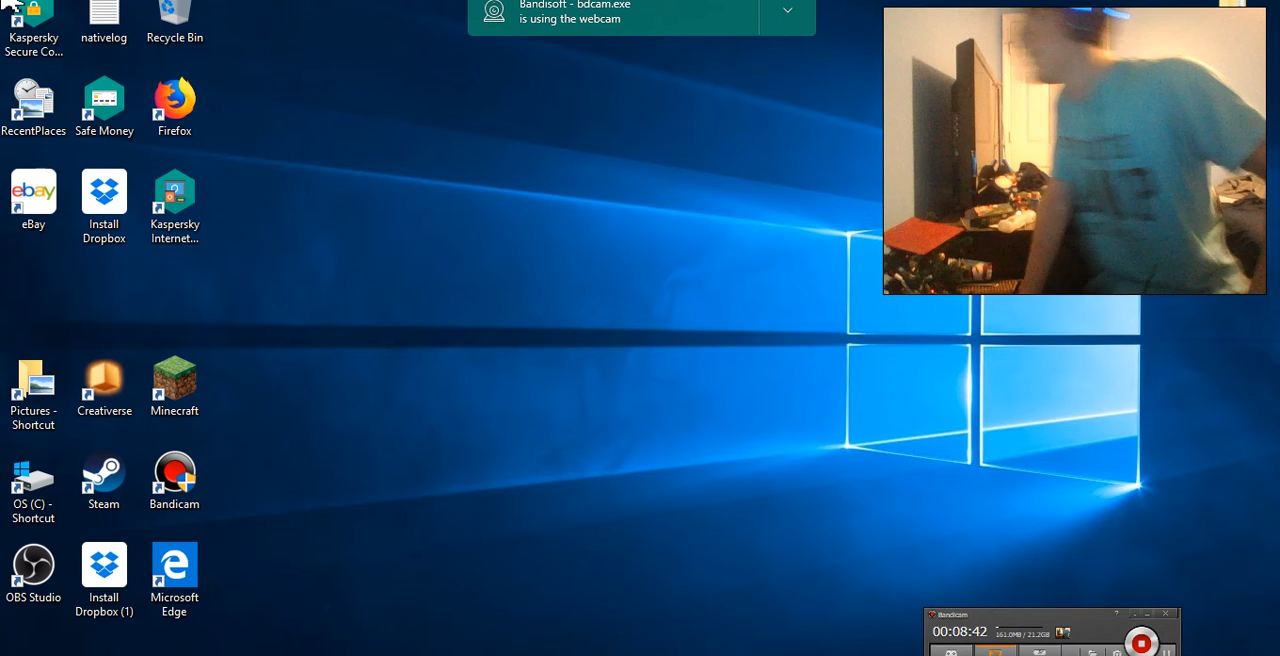 Bandisoft - bdcam.exe
is using the webcam
Kaspersky
Secure Co...
nativelog
Recycle Bin
RecentPlaces
Safe Money
Firefox
ebay
eBay
Install
Dropbox
Kaspersky
Internet...
Pictures -
Shortcut
Creativerse
Minecraft
OS (C) -
Shortcut
Steam
Bandicam
OBS Studio
Install
Dropbox (1)
Microsoft
Edge
Bandicam
00:08:42
161.0MB / 21.2GB